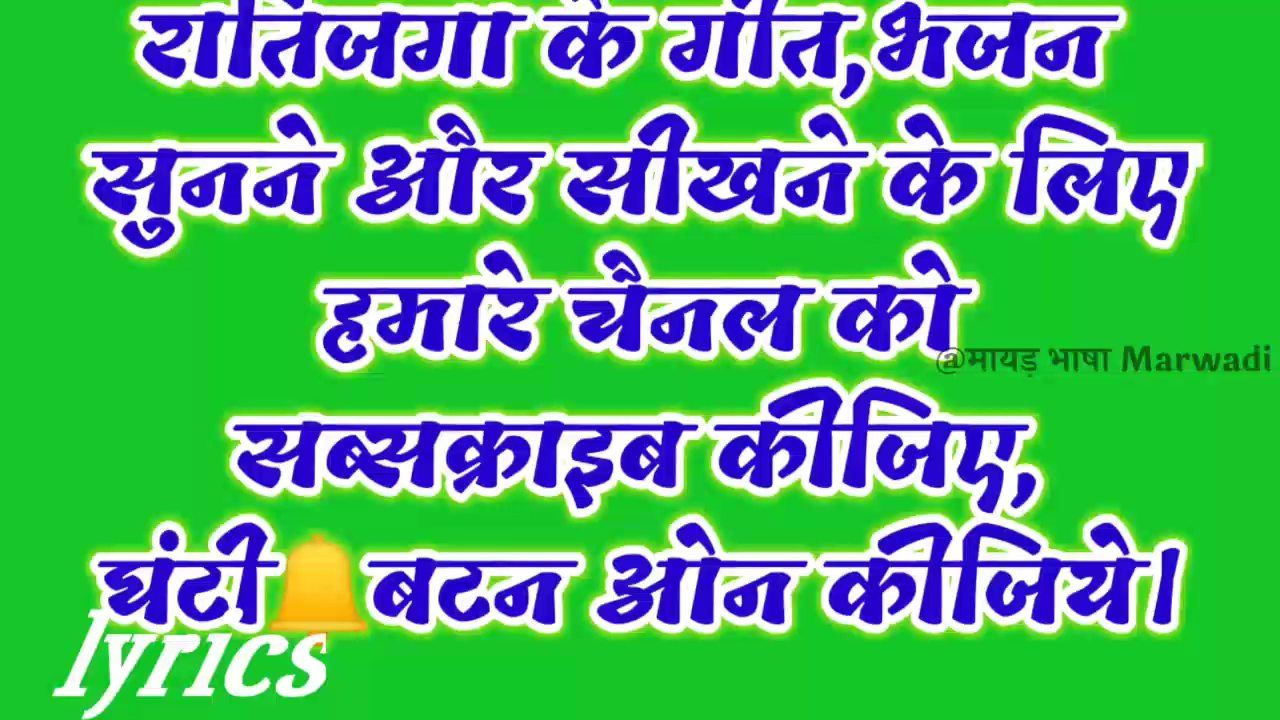 रातिजगा के गीत,भजन
सुनने और सीखने के लिए
हमारे चैनल को
@मायड़ भाषा Marwadi
सब्सक्राइब कीजिए,
घंटी🔔बटन ओन कीजिये।
lyrics